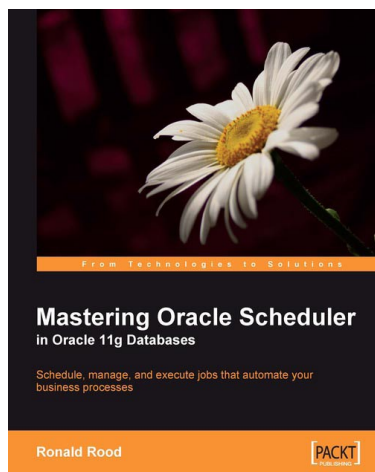 From Technologies to Solutions
Mastering Oracle Scheduler
in Oracle 11g Databases
Schedule, manage, and execute jobs that automate your
business processes
Ronald Rood
[PACKT]
PUBLISHING